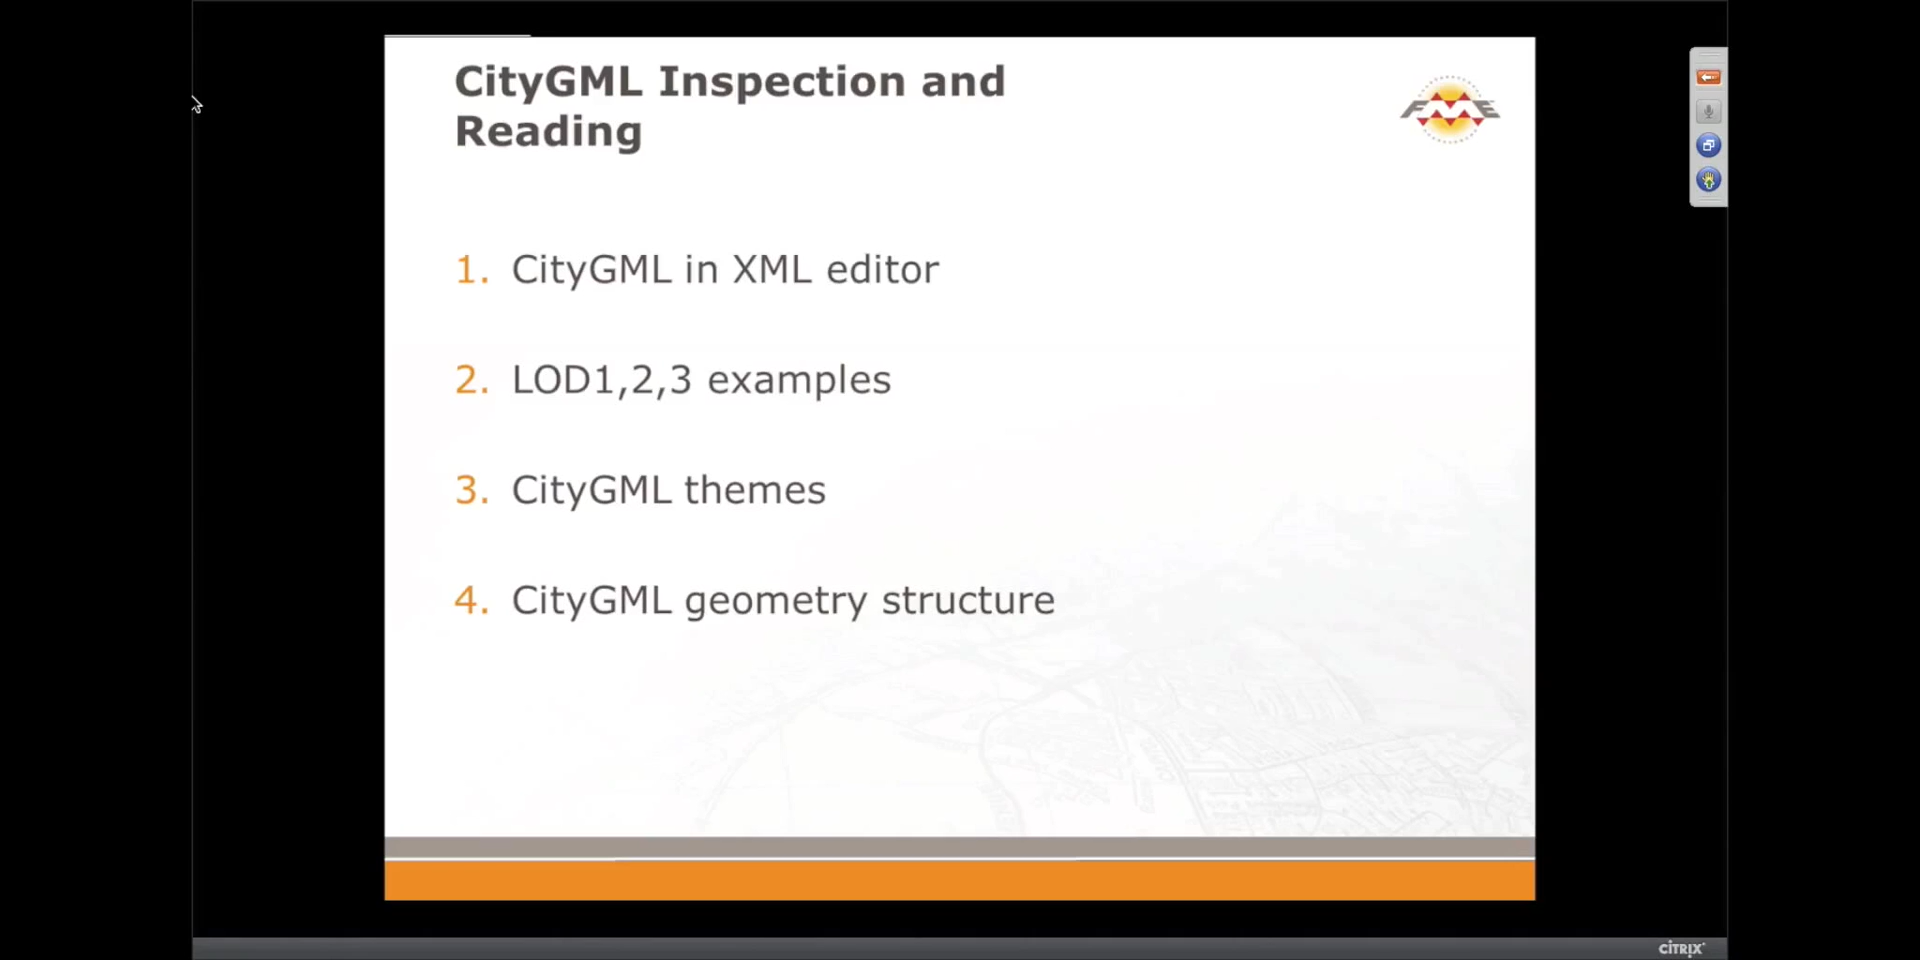 CityGML Inspection and
Reading
FME
1. CityGML in XML editor
2. LOD1,2,3 examples
3. CityGML themes
4. CityGML geometry structure
CITRIX